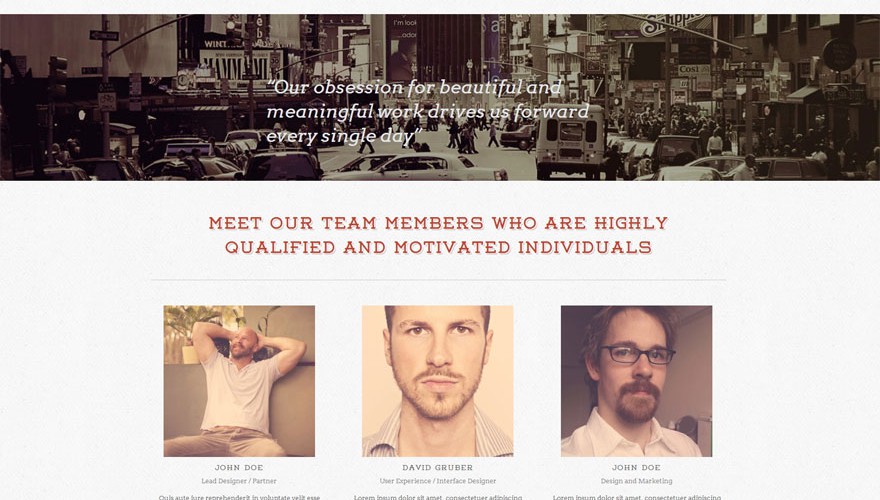 “Our obsession for beautiful and
meaningful work drives us forward
every single day”
MEET OUR TEAM MEMBERS WHO ARE HIGHLY
QUALIFIED AND MOTIVATED INDIVIDUALS
JOHN DOE
Lead Designer / Partner
Quis aute iure reprehenderit in voluptate velit esse
DAVID GRUBER
User Experience / Interface Designer
Lorem ipsum dolor sit amet, consectetuer adipiscing
JOHN DOE
Design and Marketing
Lorem ipsum dolor sit amet, consectetuer adipiscing